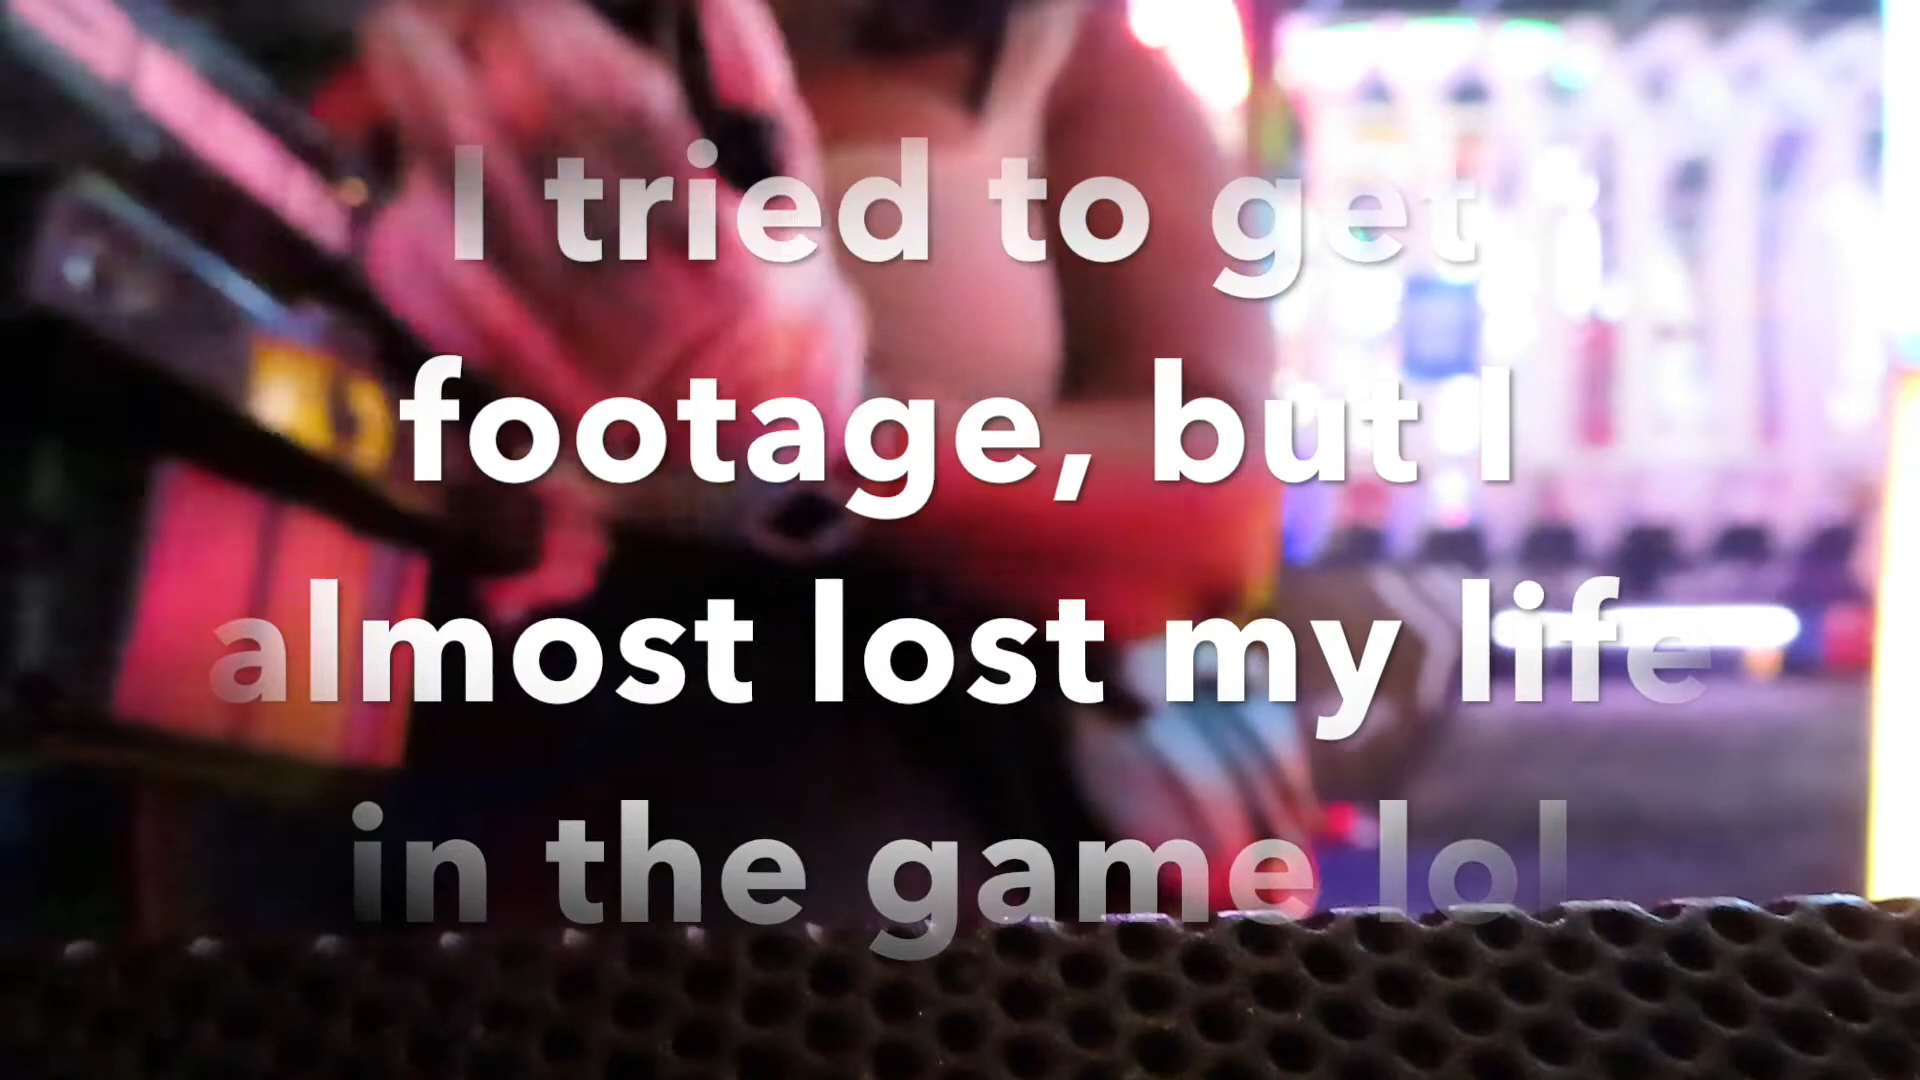 I tried to get
footage, but I
almost lost my life
in the game lol